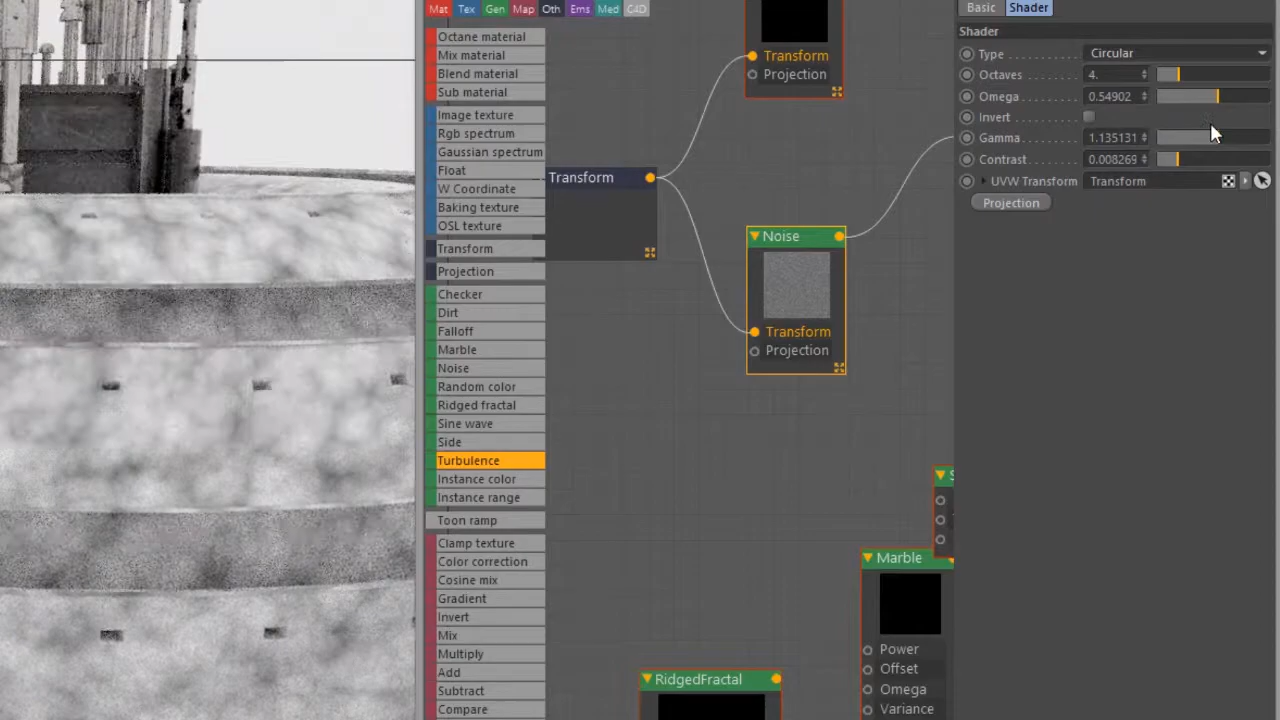 Mat Tex Gen Map Oth Ems Med C4D
Octane material
Mix material
Blend material
Sub material
Image texture
Rgb spectrum
Gaussian spectrum
Float
W Coordinate
Baking texture
OSL texture
Transform
Projection
Checker
Dirt
Falloff
Marble
Noise
Random color
Ridged fractal
Sine wave
Side
Turbulence
Instance color
Instance range
Toon ramp
Clamp texture
Color correction
Cosine mix
Gradient
Invert
Mix
Multiply
Add
Subtract
Compare
Transform
Projection
Transform
Noise
Transform
Projection
S
Marble
Power
Offset
Omega
Variance
RidgedFractal
Basic Shader
Shader
Type Circular
Octaves 4.
Omega 0.54902
Invert
Gamma 1.135131
Contrast 0.008269
UVW Transform Transform
Projection